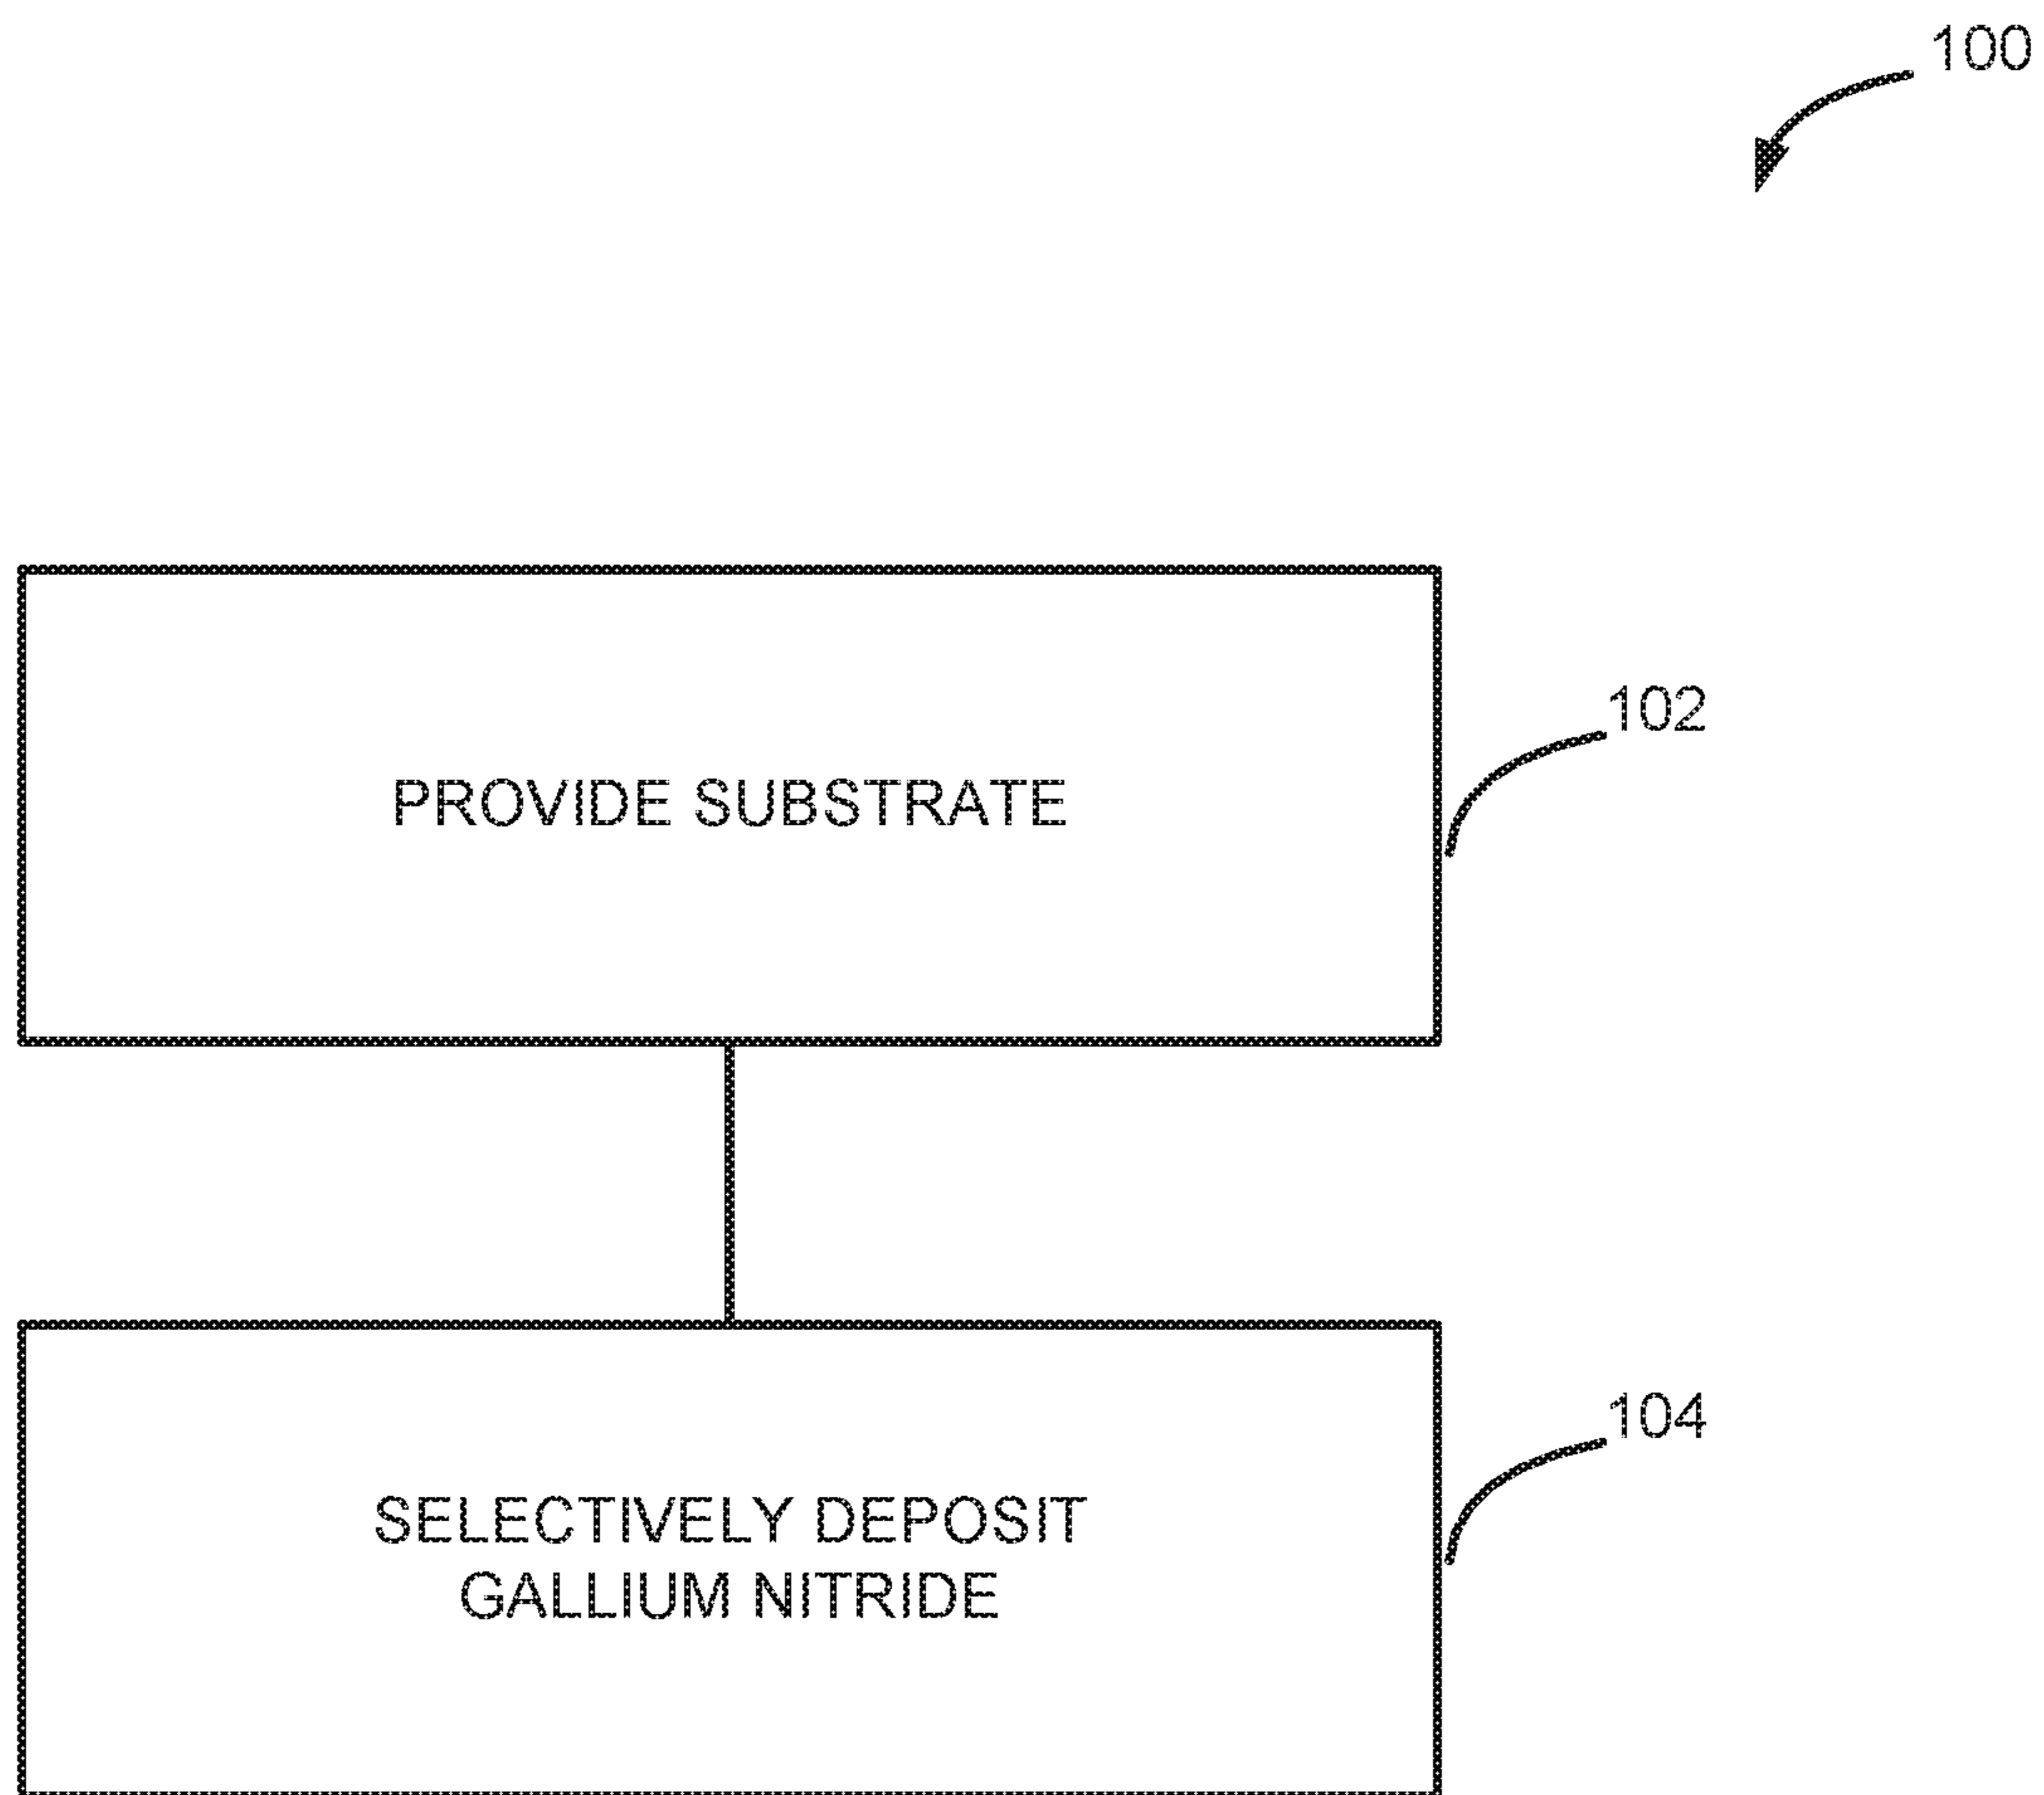 100
102
PROVIDE SUBSTRATE
104
SELECTIVELY DEPOSIT
GALLIUM NITRIDE